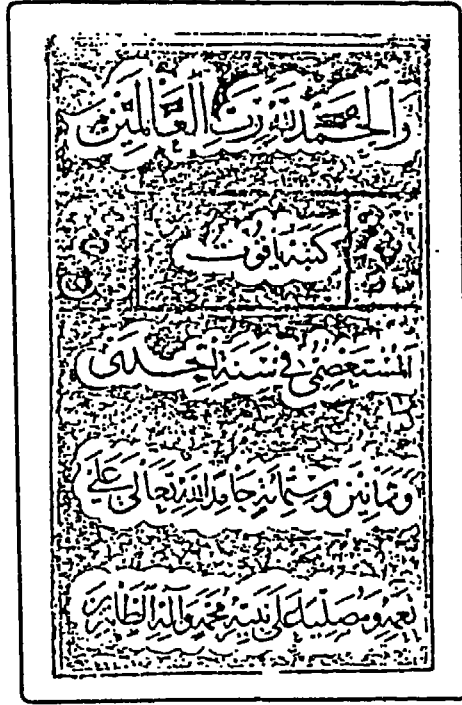 والحمد لله رب العالمين
كتبه ياقوت
المستعصمي في سنة احدى
وثمانين وستمائة حامدا لله تعالى على
نعمه ومصليا على نبيه محمد وآله الطاهرين